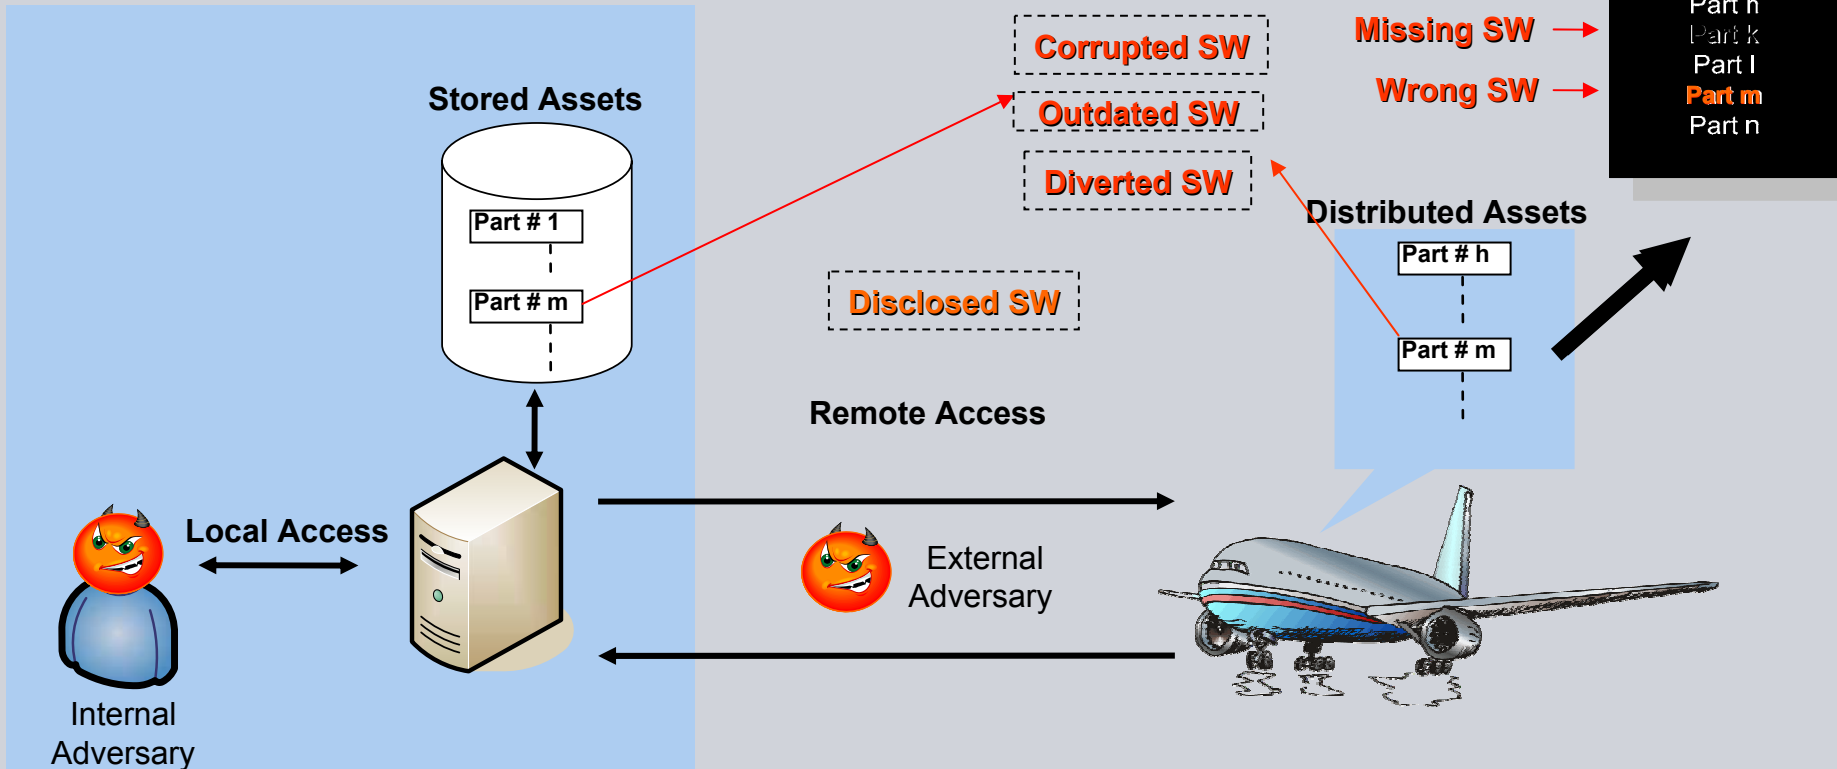 Part h
Part k
Part l
Part m
Part n
Missing SW
Wrong SW
Corrupted SW
Outdated SW
Diverted SW
Disclosed SW
Stored Assets
Part # 1
Part # m
Distributed Assets
Part # h
Part # m
Remote Access
Local Access
External
Adversary
Internal
Adversary